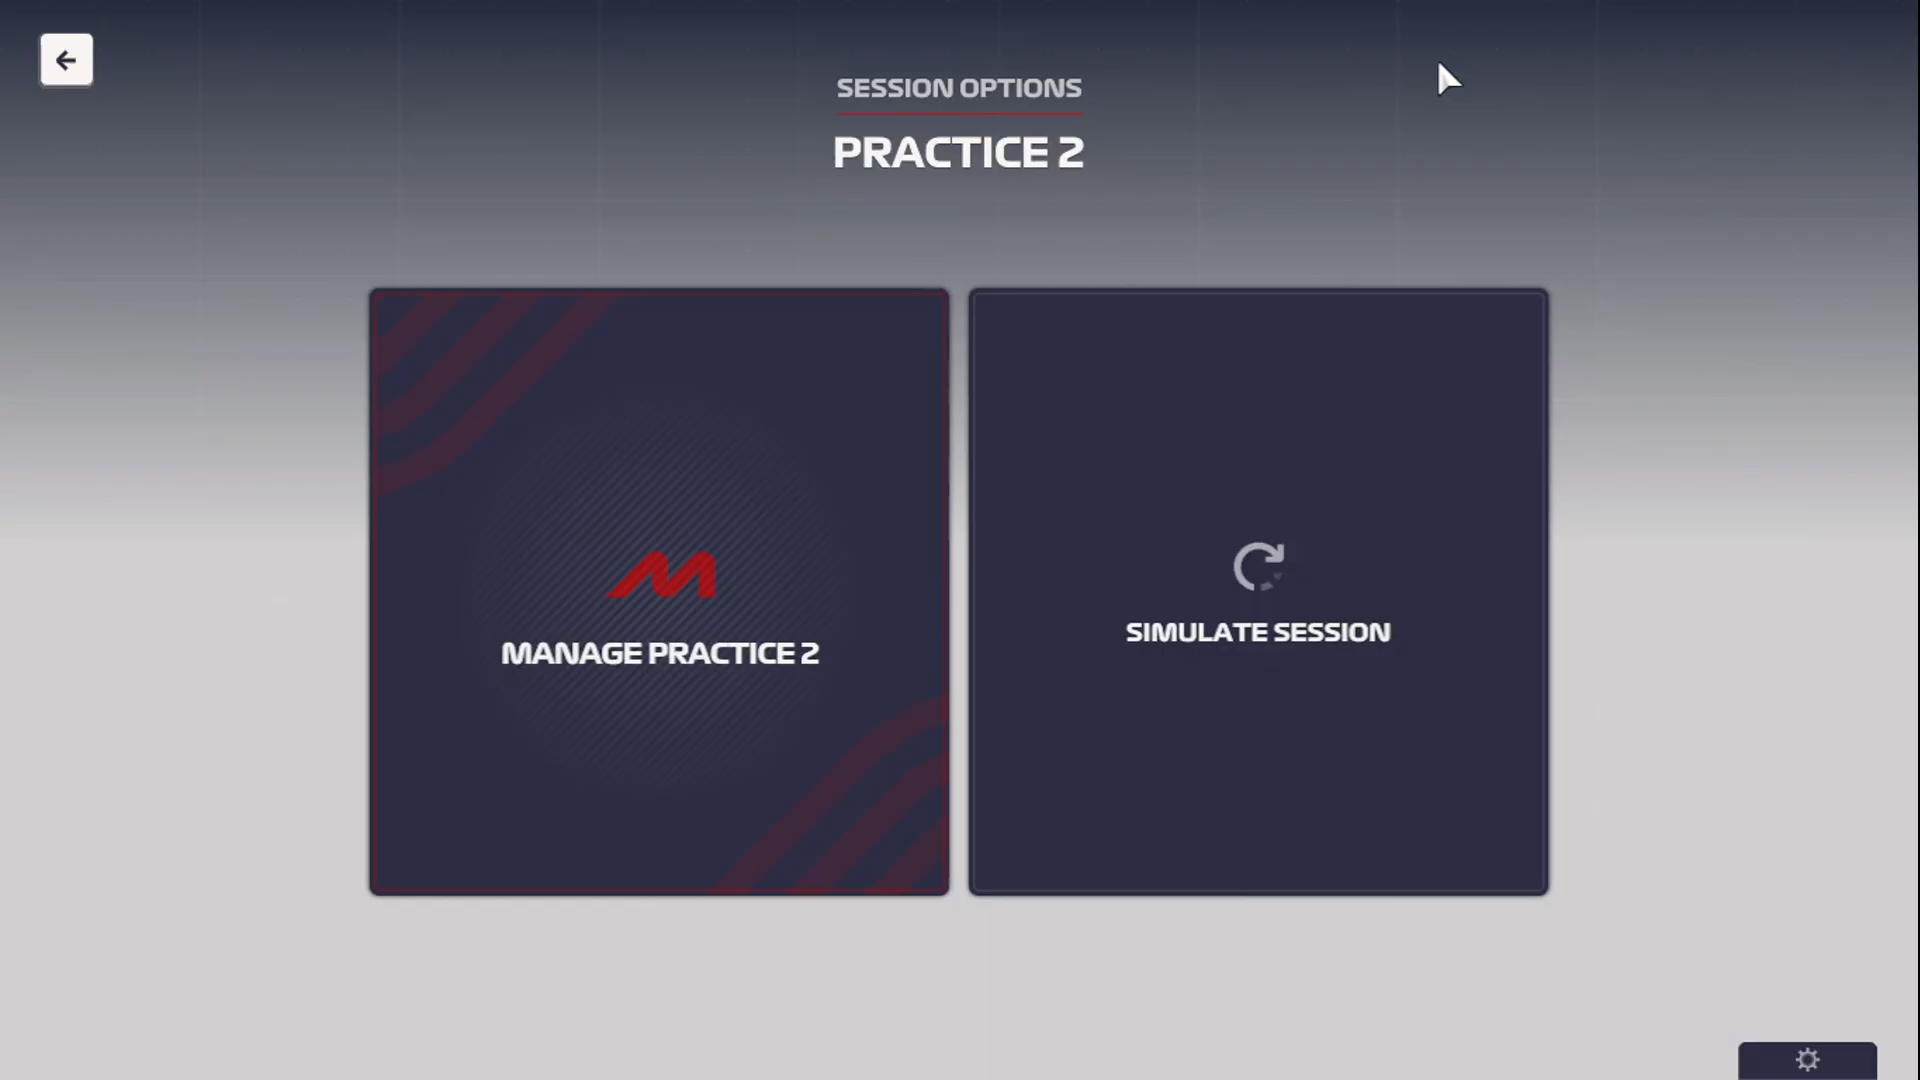 SESSION OPTIONS
PRACTICE 2
MANAGE PRACTICE 2
SIMULATE SESSION